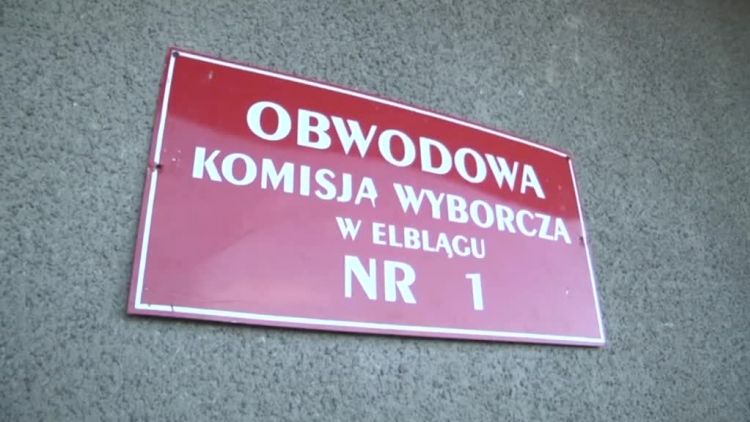 OBWODOWA
KOMISJA WYBORCZA
W ELBLĄGU
NR 1